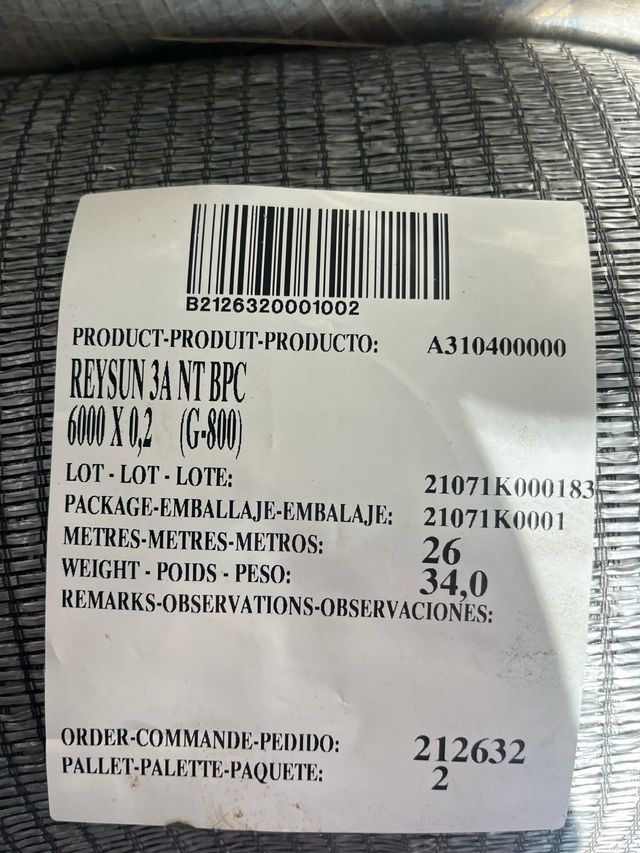 B2126320001002
PRODUCT-PRODUIT-PRODUCTO: A310400000
REYSUN 3A NT BPC
6000 X 0,2 (G-800)
LOT - LOT - LOTE: 21071K000183
PACKAGE-EMBALLAJE-EMBALAJE: 21071K0001
METRES-METRES-METROS: 26
WEIGHT - POIDS - PESO: 34,0
REMARKS-OBSERVATIONS-OBSERVACIONES:
ORDER-COMMANDE-PEDIDO: 212632
PALLET-PALETTE-PAQUETE: 2